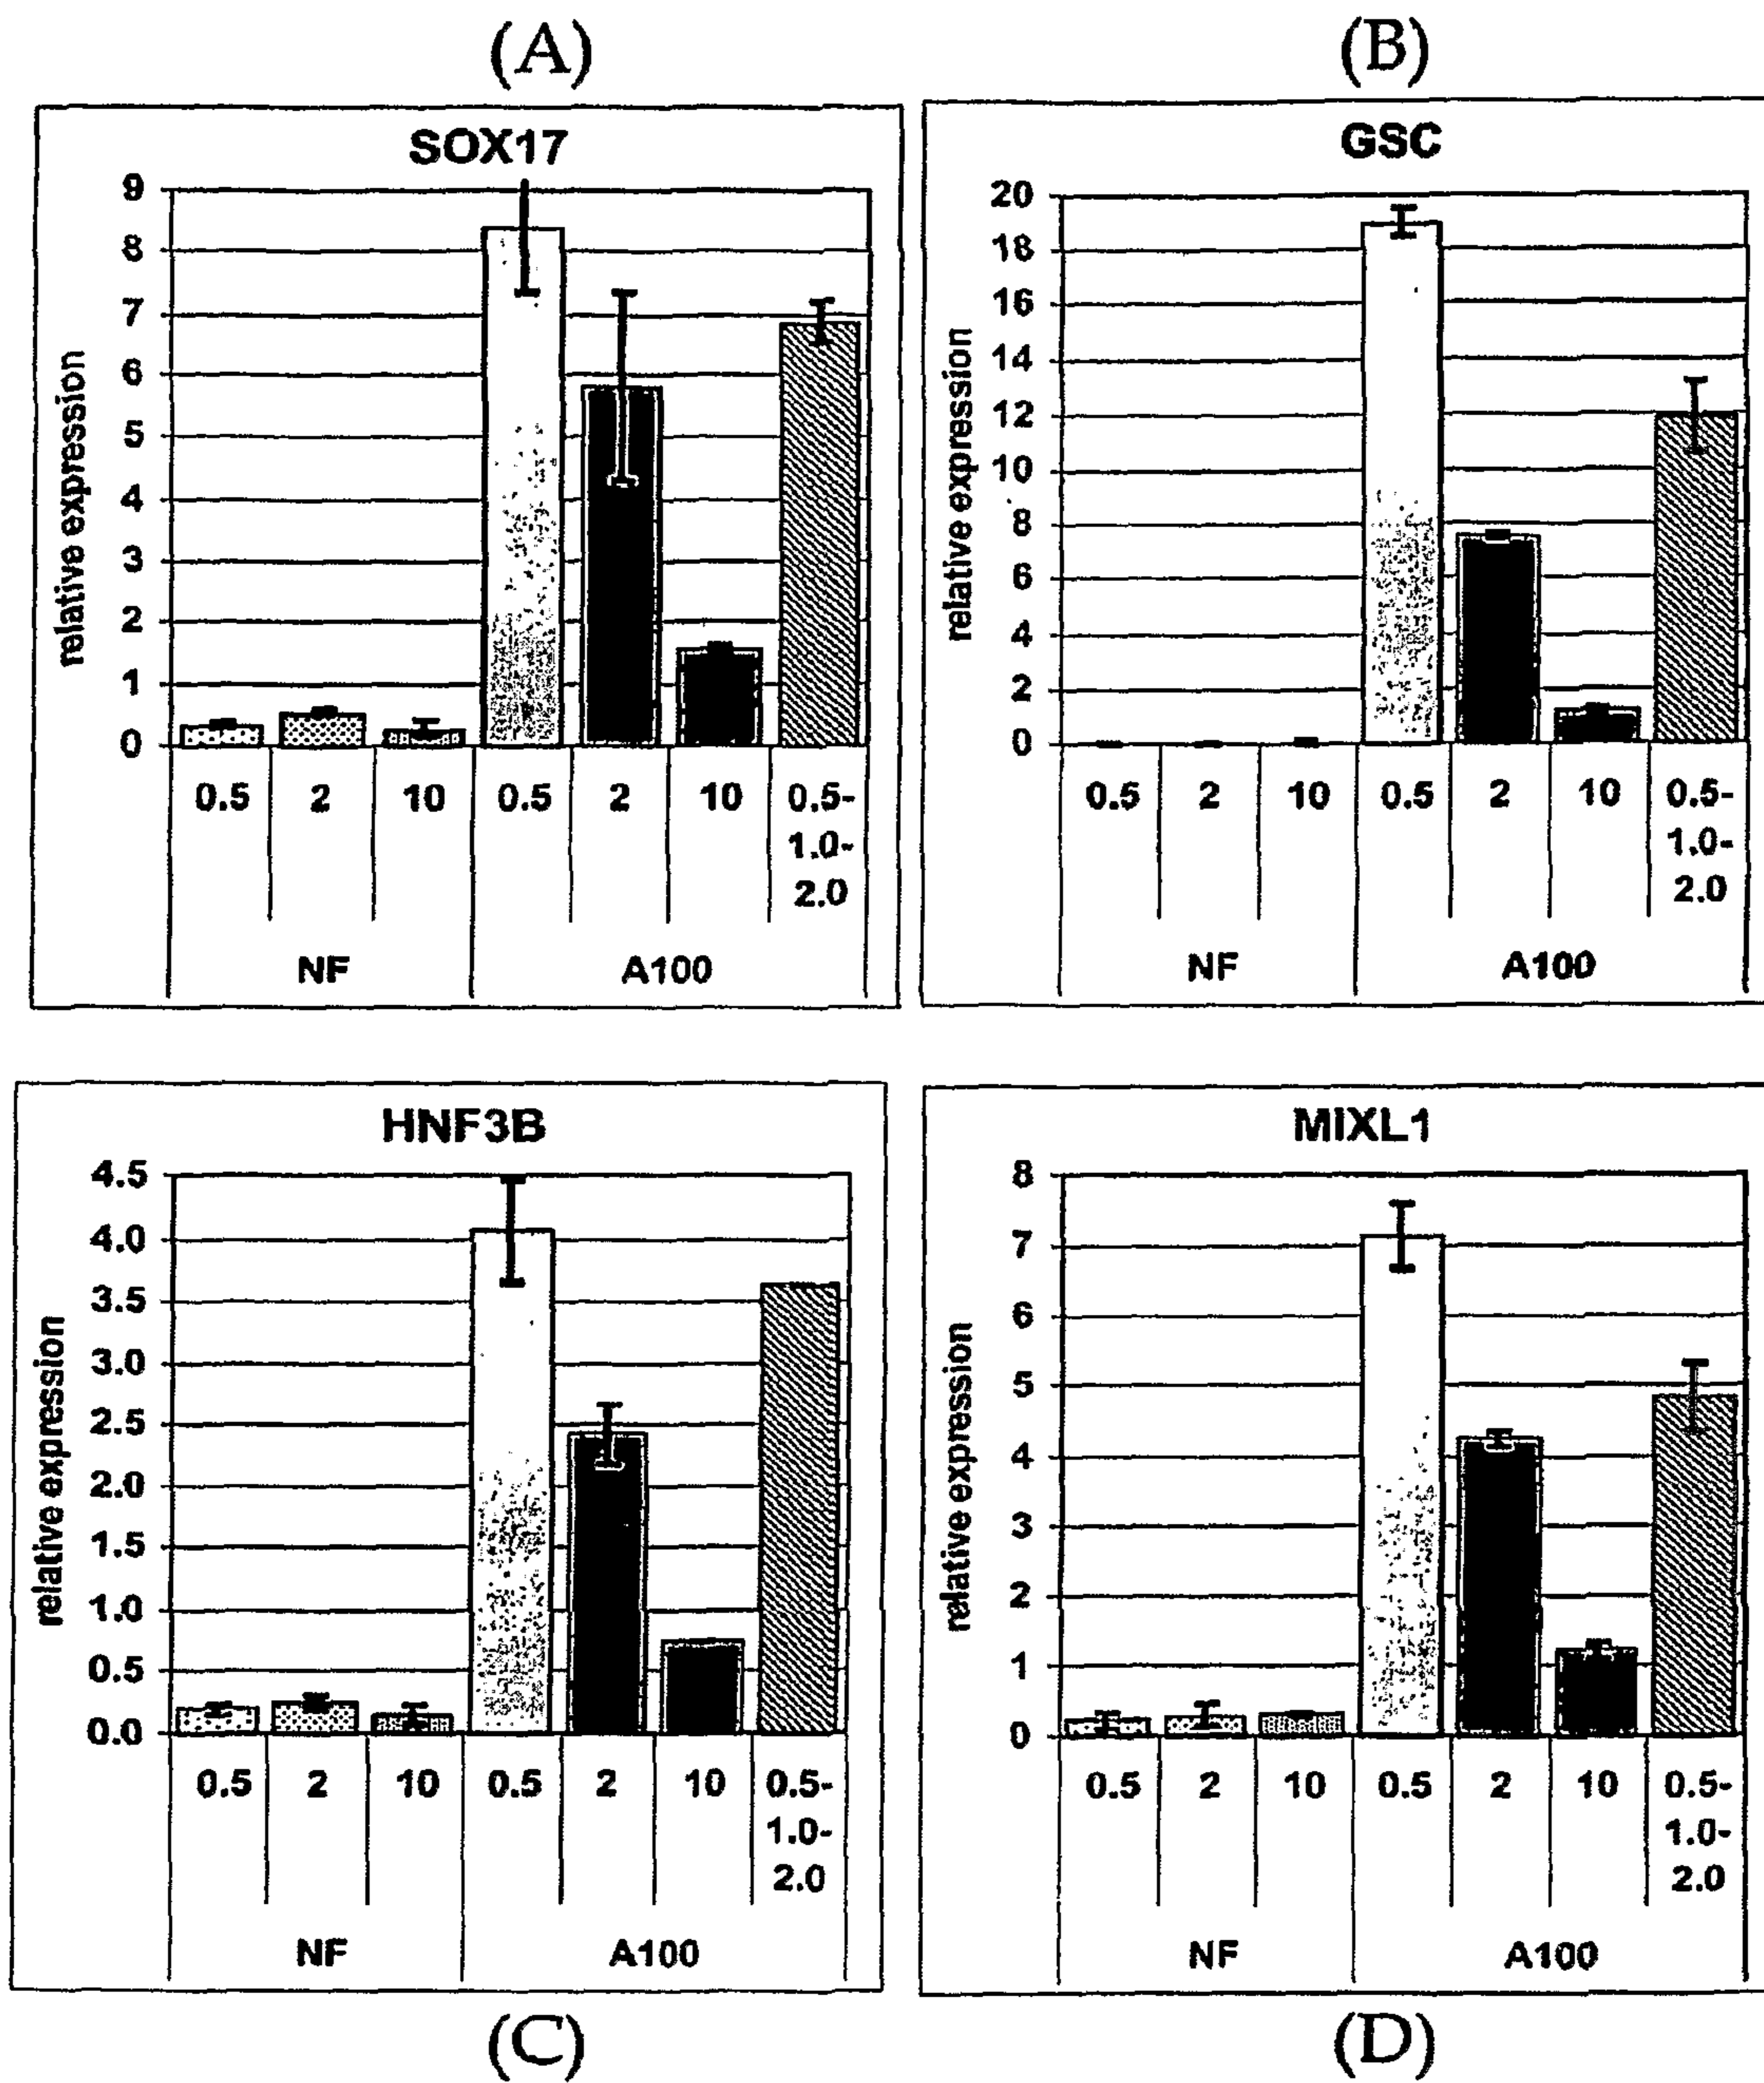 (A)
SOX17
relative expression
9
8
7
6
5
4
3
2
1
0
0.5 2 10 0.5 2 10 0.5-
1.0-
2.0
NF A100
(B)
GSC
relative expression
20
18
16
14
12
10
8
6
4
2
0
0.5 2 10 0.5 2 10 0.5-
1.0-
2.0
NF A100
HNF3B
relative expression
4.5
4.0
3.5
3.0
2.5
2.0
1.5
1.0
0.5
0.0
0.5 2 10 0.5 2 10 0.5-
1.0-
2.0
NF A100
(C)
MIXL1
relative expression
8
7
6
5
4
3
2
1
0
0.5 2 10 0.5 2 10 0.5-
1.0-
2.0
NF A100
(D)